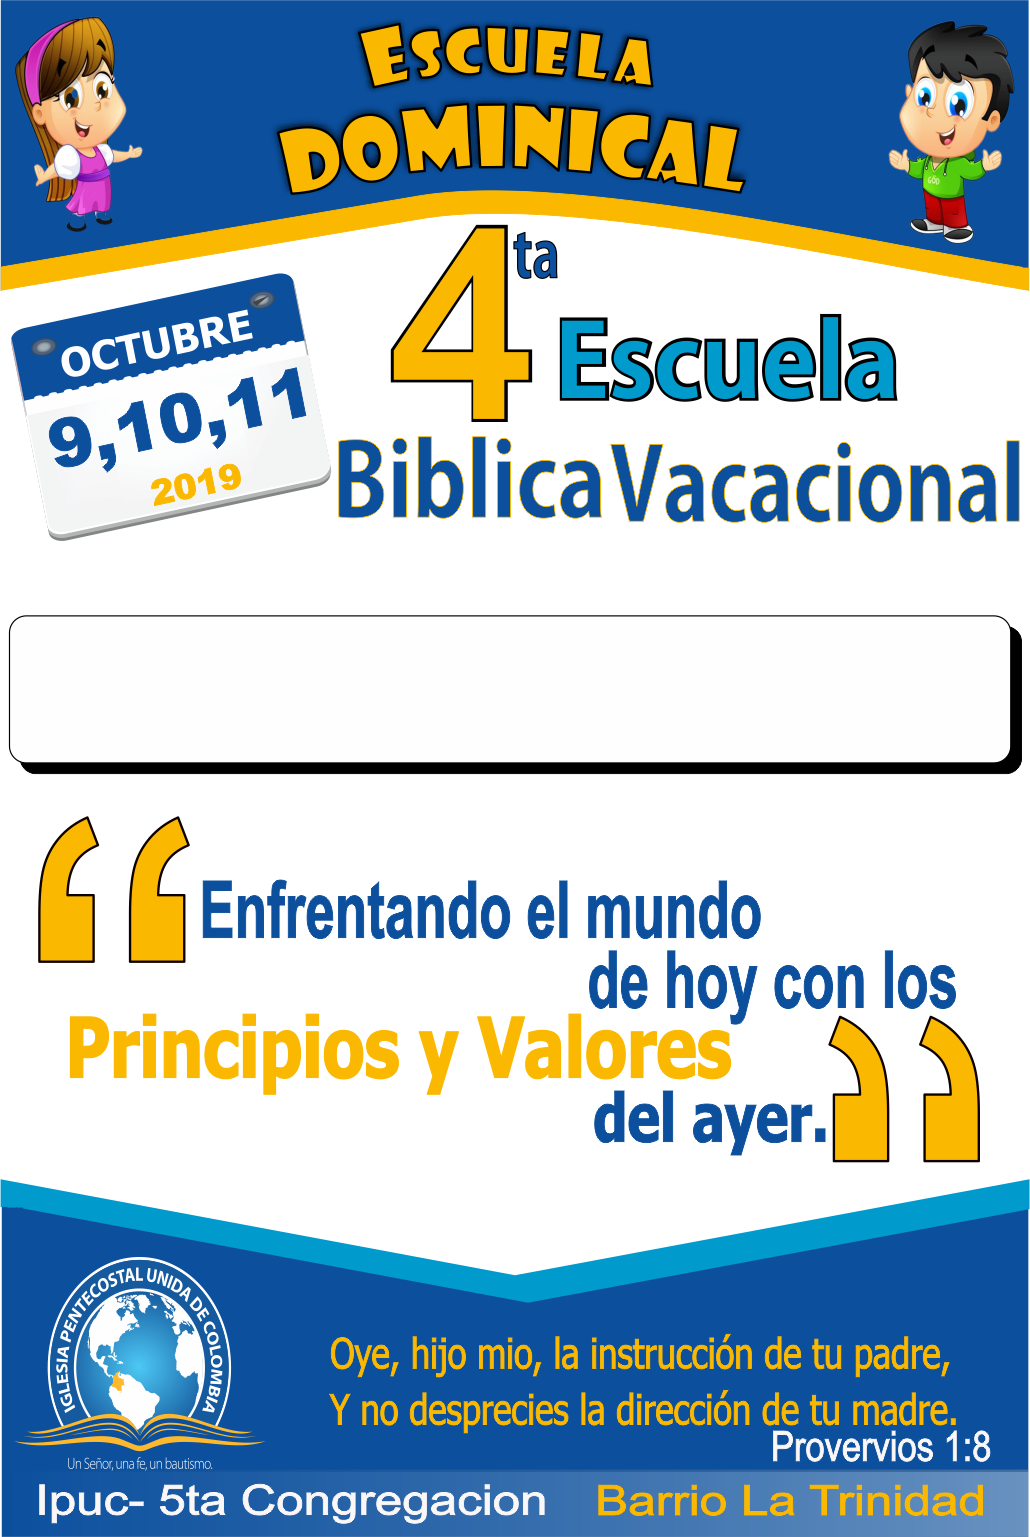 ESCUELA
DOMINICAL
4ta
Escuela
Biblica Vacacional
OCTUBRE
9,10,11
2019
Enfrentando el mundo
de hoy con los
Principios y Valores
del ayer.
IGLESIA PENTECOSTAL UNIDA DE COLOMBIA
Un Señor, una fe, un bautismo.
Oye, hijo mio, la instrucción de tu padre,
Y no desprecies la dirección de tu madre.
Provervios 1:8
Ipuc- 5ta Congregacion Barrio La Trinidad
GOD